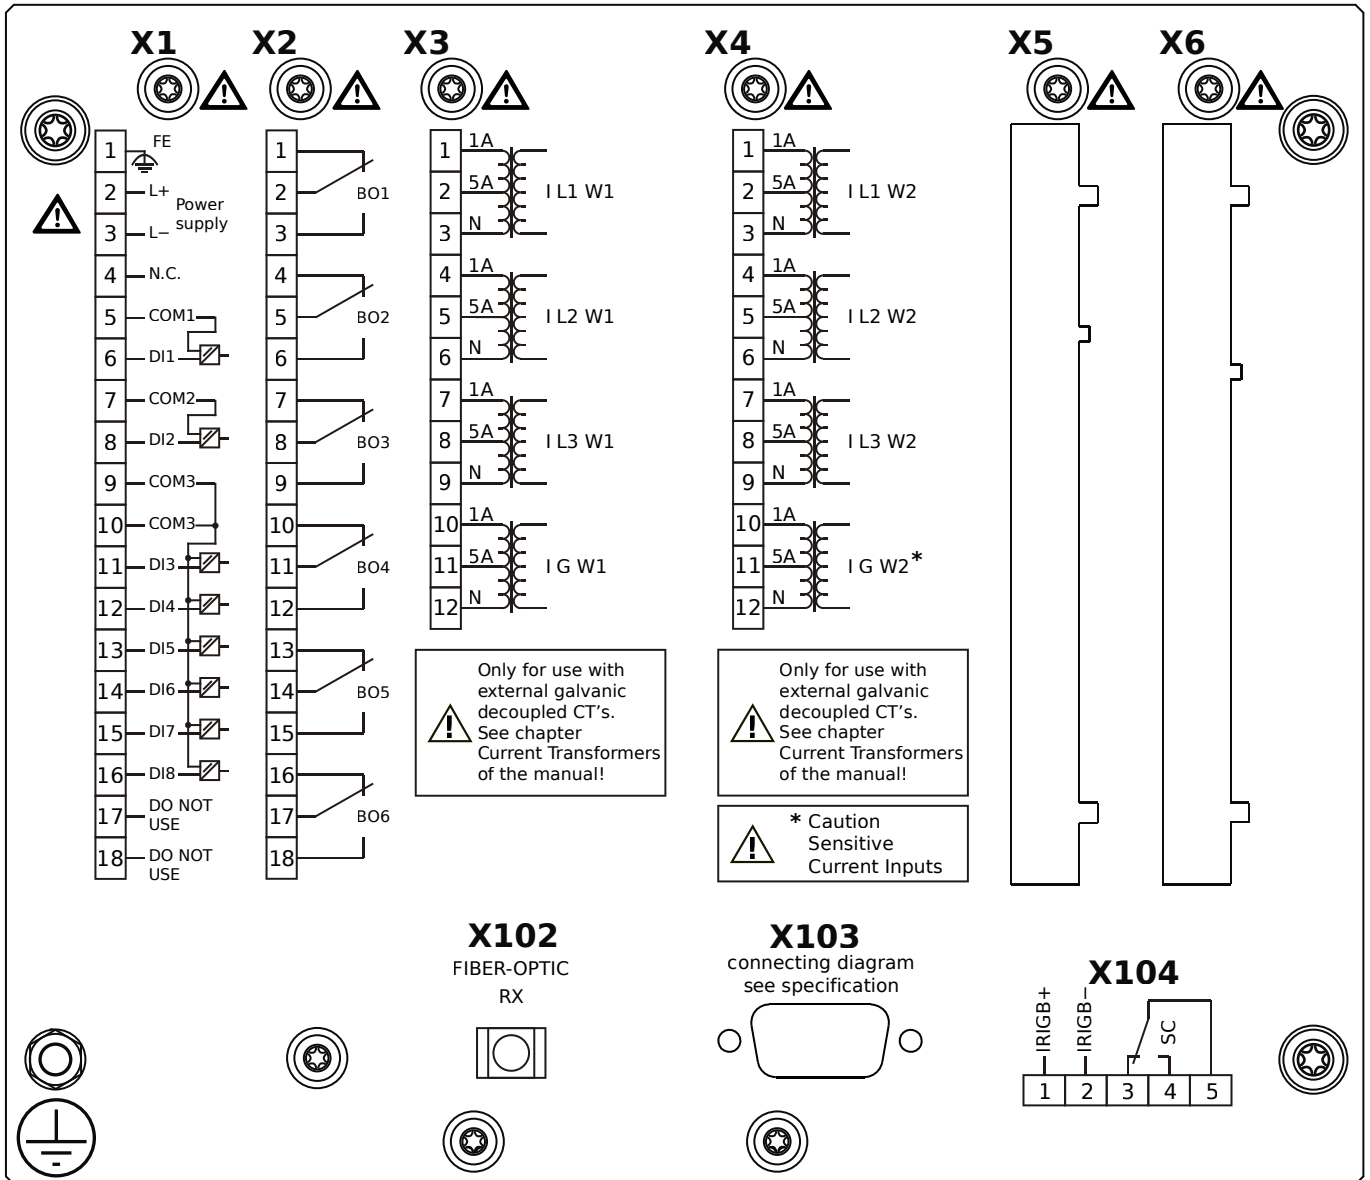 X1
X2
X3
X4
X5
X6
1
FE
2
L+
Power
supply
3
L−
4
N.C.
5
COM1
6
DI1
7
COM2
8
DI2
9
COM3
10
COM3
11
DI3
12
DI4
13
DI5
14
DI6
15
DI7
16
DI8
17
DO NOT
USE
18
DO NOT
USE
1
2
BO1
3
4
5
BO2
6
7
8
BO3
9
10
11
BO4
12
13
14
BO5
15
16
17
BO6
18
1
1A
2
5A
I L1 W1
3
N
4
1A
5
5A
I L2 W1
6
N
7
1A
8
5A
I L3 W1
9
N
10
1A
11
5A
I G W1
12
N
Only for use with
external galvanic
decoupled CT's.
See chapter
Current Transformers
of the manual!
1
1A
2
5A
I L1 W2
3
N
4
1A
5
5A
I L2 W2
6
N
7
1A
8
5A
I L3 W2
9
N
10
1A
11
5A
I G W2*
12
N
Only for use with
external galvanic
decoupled CT's.
See chapter
Current Transformers
of the manual!
* Caution
Sensitive
Current Inputs
X102
FIBER-OPTIC
RX
X103
connecting diagram
see specification
X104
IRIGB+
IRIGB−
SC
1
2
3
4
5